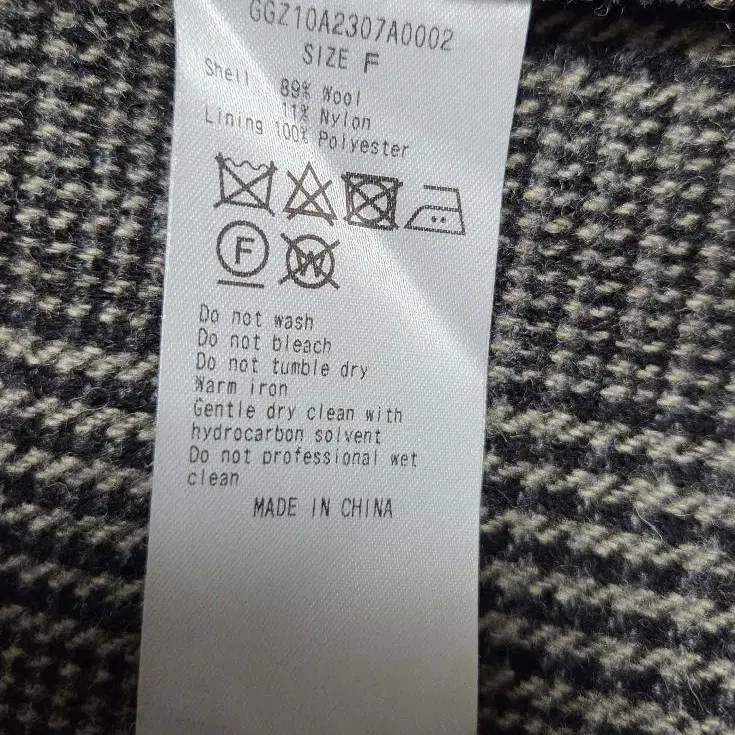 GGZ10A2307A0002
SIZE F
Shell 89% Wool
11% Nylon
Lining 100% Polyester
F
W
Do not wash
Do not bleach
Do not tumble dry
Warm iron
Gentle dry clean with
hydrocarbon solvent
Do not professional wet
clean
MADE IN CHINA